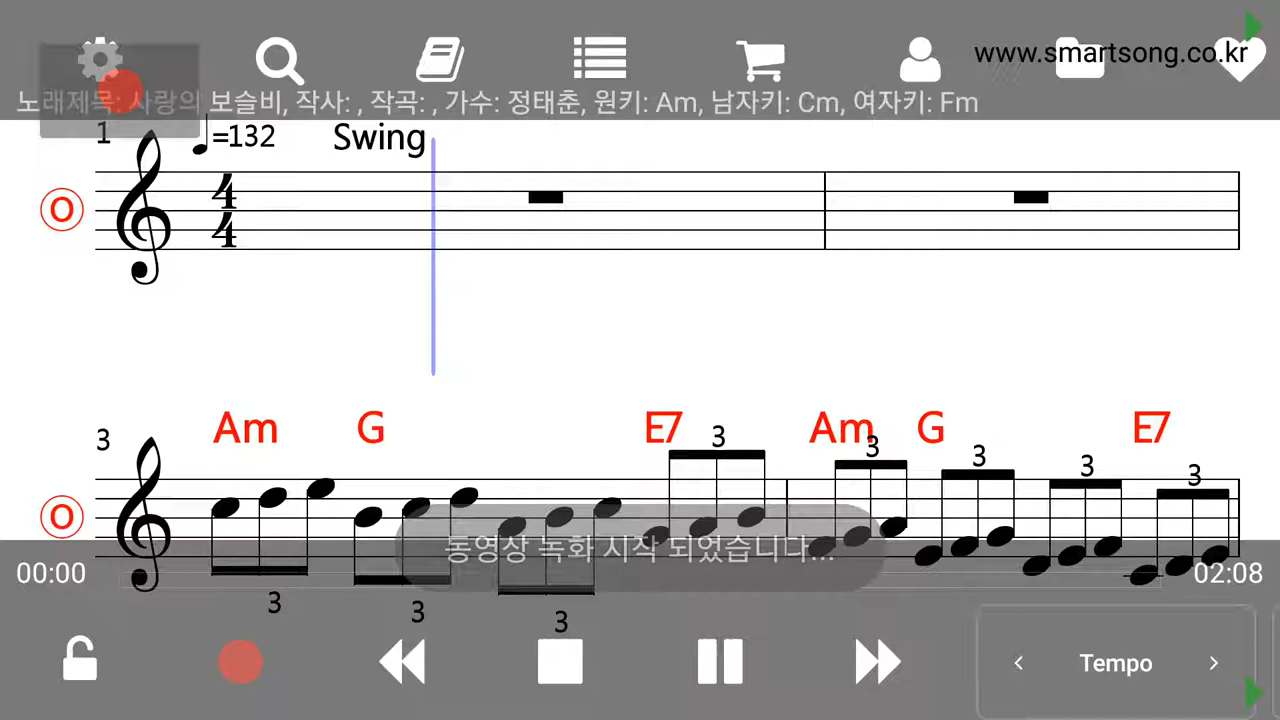 www.smartsong.co.kr
노래제목: 사랑의 보슬비, 작사: , 작곡: , 가수: 정태춘, 원키: Am, 남자키: Cm, 여자키: Fm
1 ♩=132 Swing
4
4
O
Am G E7 Am G E7
3
3 3 3 3 3
O
동영상 녹화 시작 되었습니다...
00:00 02:08
3 3 3
< Tempo >